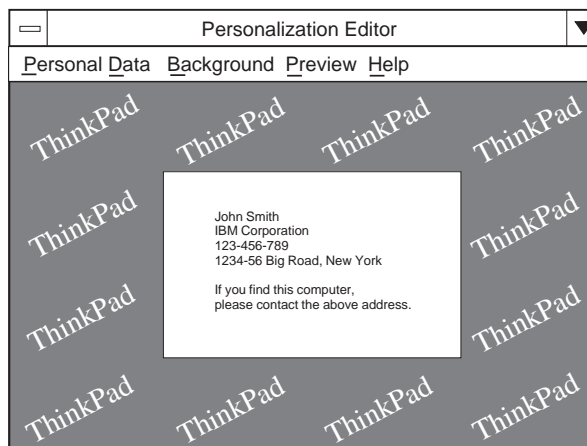 Personalization Editor
Personal Data Background Preview Help
ThinkPad ThinkPad ThinkPad ThinkPad
ThinkPad ThinkPad
John Smith
IBM Corporation
123-456-789
1234-56 Big Road, New York
If you find this computer,
please contact the above address.
ThinkPad ThinkPad
ThinkPad ThinkPad ThinkPad ThinkPad